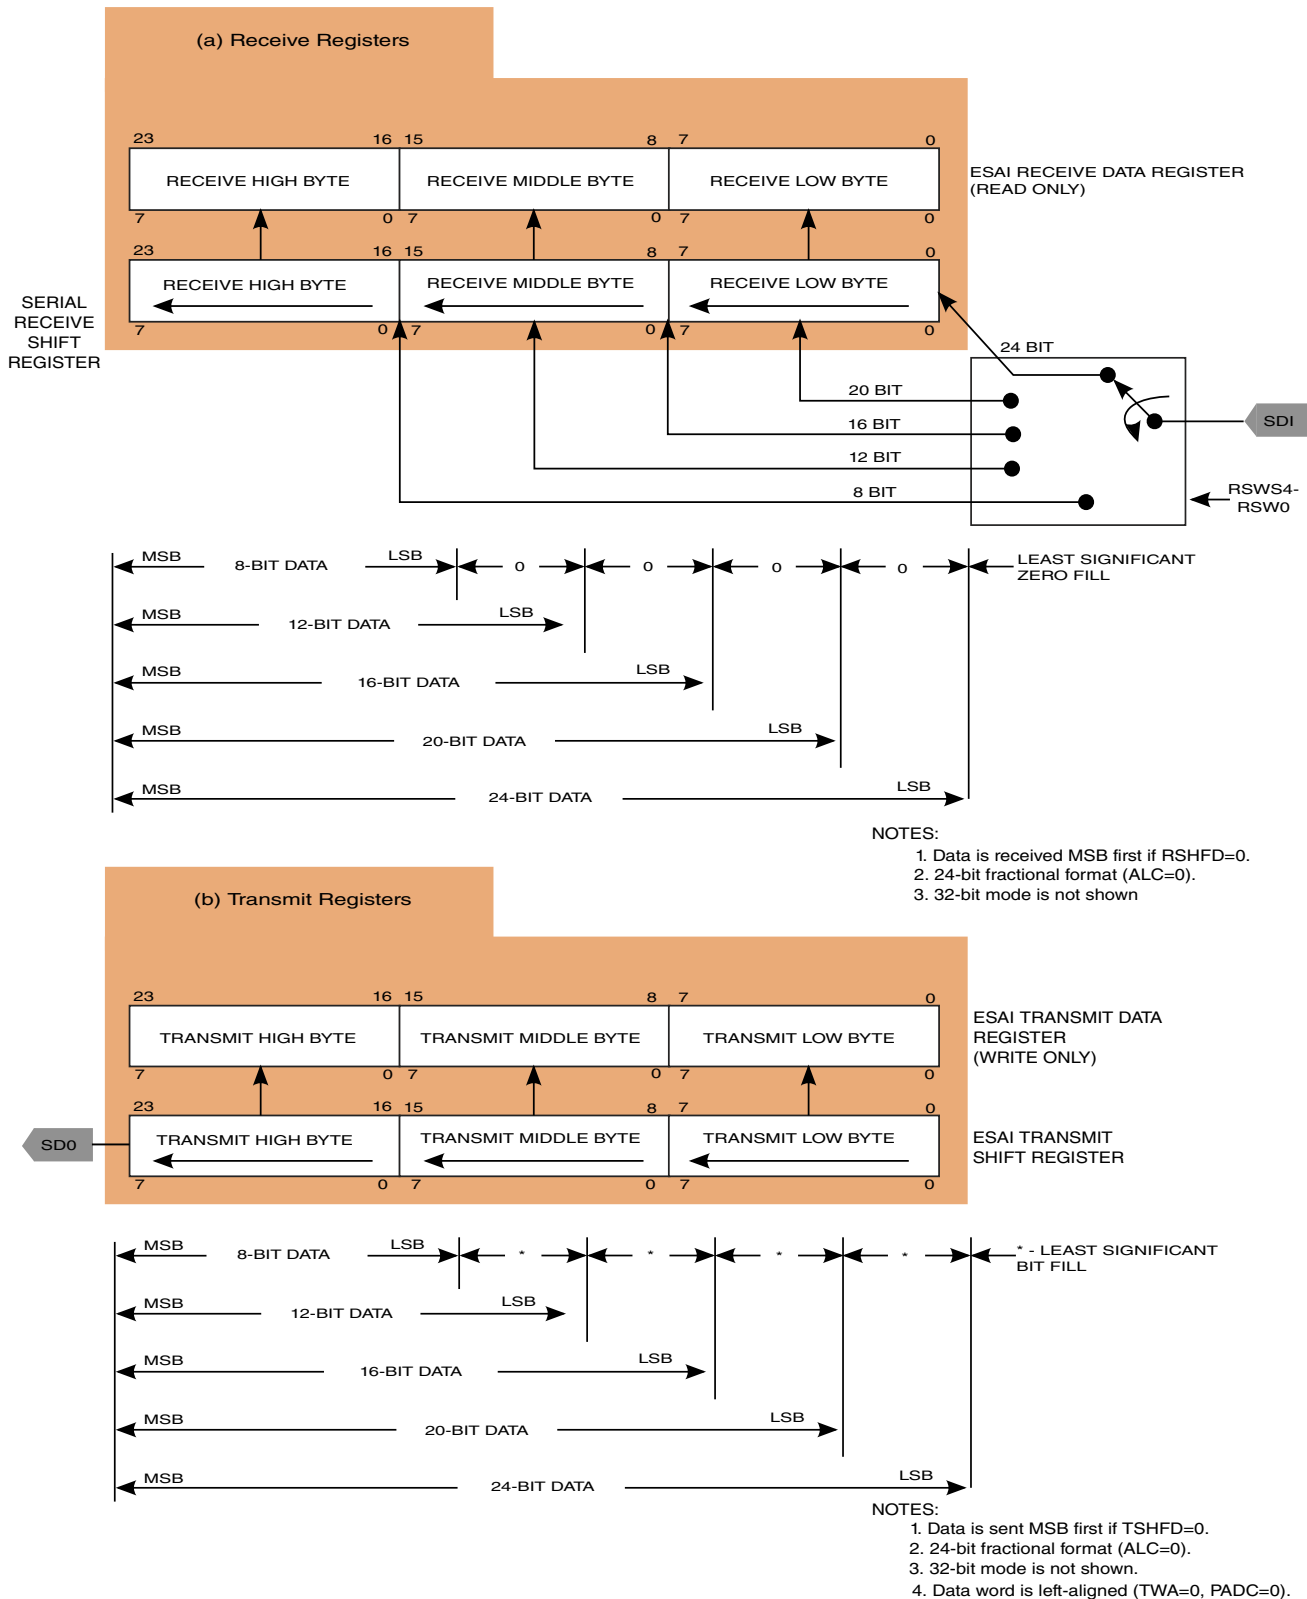 (a) Receive Registers
23 16 15 8 7 0
RECEIVE HIGH BYTE RECEIVE MIDDLE BYTE RECEIVE LOW BYTE
ESAI RECEIVE DATA REGISTER
(READ ONLY)
7 0 7 0 7 0
23 16 15 8 7 0
RECEIVE HIGH BYTE RECEIVE MIDDLE BYTE RECEIVE LOW BYTE
SERIAL
RECEIVE
SHIFT
REGISTER
7 0 7 0 7 0
24 BIT
20 BIT
16 BIT
12 BIT
8 BIT
SDI
RSWS4-
RSW0
MSB 8-BIT DATA LSB 0 0 0 0
LEAST SIGNIFICANT
ZERO FILL
MSB 12-BIT DATA LSB
MSB 16-BIT DATA LSB
MSB 20-BIT DATA LSB
MSB 24-BIT DATA LSB
NOTES:
1. Data is received MSB first if RSHFD=0.
2. 24-bit fractional format (ALC=0).
3. 32-bit mode is not shown
(b) Transmit Registers
23 16 15 8 7 0
TRANSMIT HIGH BYTE TRANSMIT MIDDLE BYTE TRANSMIT LOW BYTE
ESAI TRANSMIT DATA
REGISTER
(WRITE ONLY)
7 0 7 0 7 0
23 16 15 8 7 0
SD0
TRANSMIT HIGH BYTE TRANSMIT MIDDLE BYTE TRANSMIT LOW BYTE
ESAI TRANSMIT
SHIFT REGISTER
7 0 7 0 7 0
MSB 8-BIT DATA LSB * * * *
* - LEAST SIGNIFICANT
BIT FILL
MSB 12-BIT DATA LSB
MSB 16-BIT DATA LSB
MSB 20-BIT DATA LSB
MSB 24-BIT DATA LSB
NOTES:
1. Data is sent MSB first if TSHFD=0.
2. 24-bit fractional format (ALC=0).
3. 32-bit mode is not shown.
4. Data word is left-aligned (TWA=0, PADC=0).